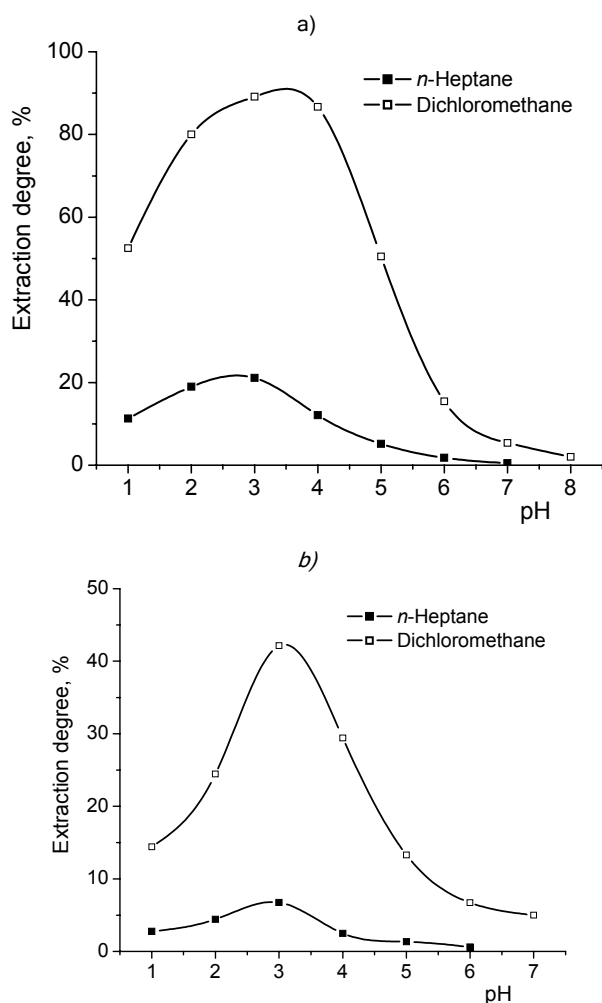 a)
100
n-Heptane
Dichloromethane
80
60
40
20
0
Extraction degree, %
1 2 3 4 5 6 7 8
pH
b)
50
n-Heptane
Dichloromethane
40
30
20
10
0
Extraction degree, %
1 2 3 4 5 6 7
pH